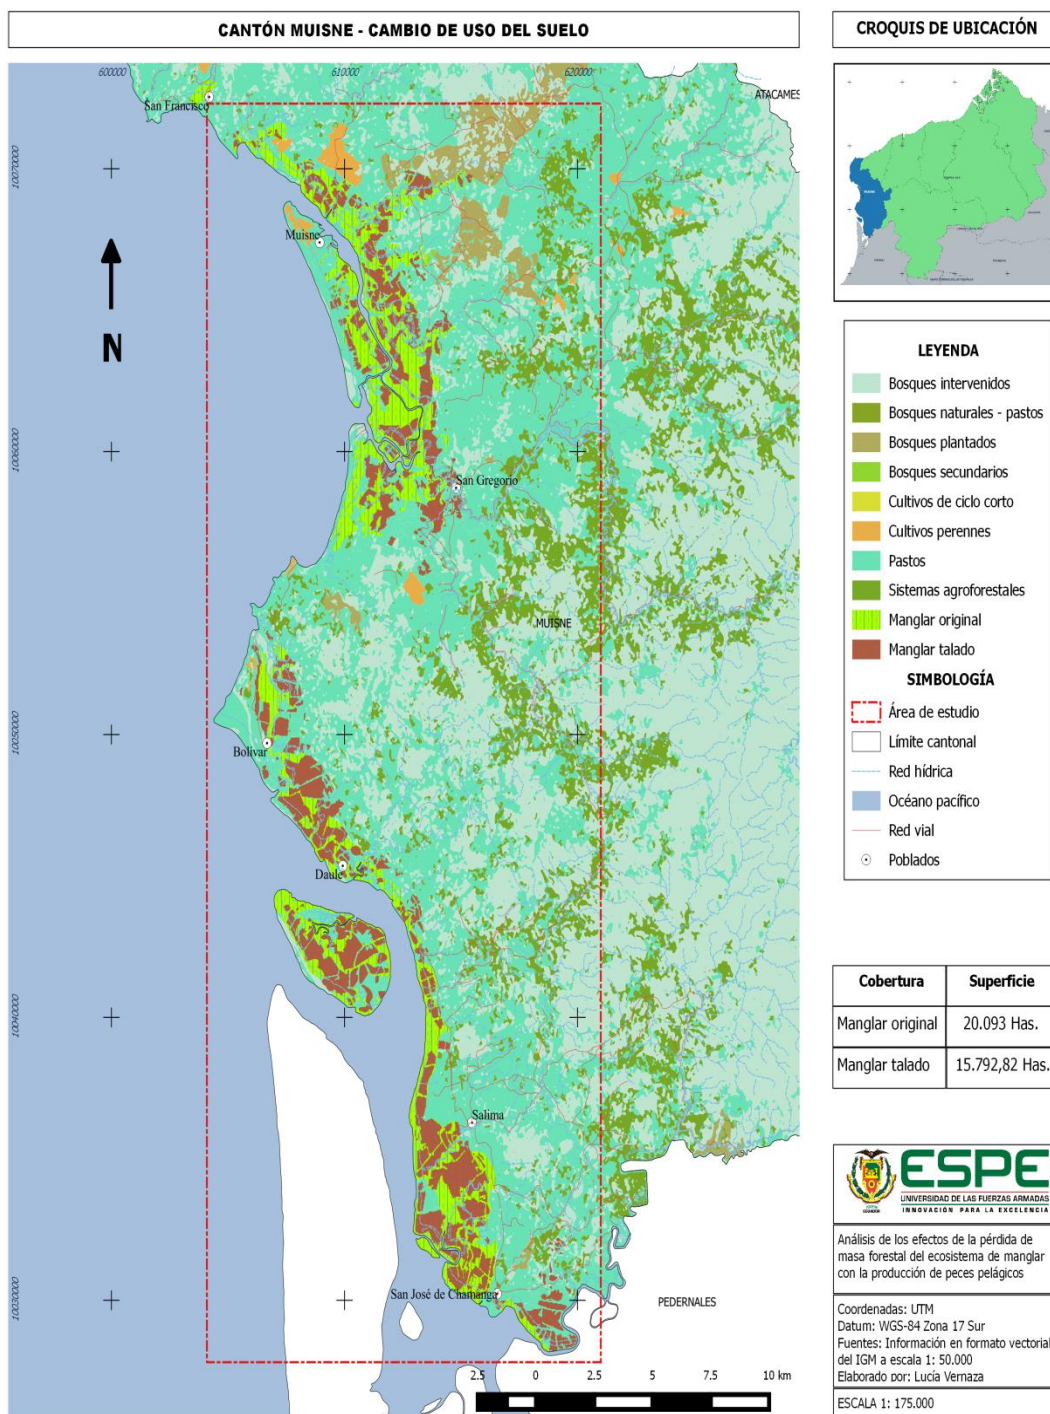 CANTÓN MUISNE - CAMBIO DE USO DEL SUELO
600000
610000
620000
ATACAMES
San Francisco
10070000
Muisne
N
10060000
San Gregorio
MUISNE
10050000
Bolívar
Daule
10040000
Salima
San José de Chamanga
10030000
PEDERNALES
2.5 0 2.5 5 7.5 10 km
CROQUIS DE UBICACIÓN
MUISNE
LEYENDA
Bosques intervenidos
Bosques naturales - pastos
Bosques plantados
Bosques secundarios
Cultivos de ciclo corto
Cultivos perennes
Pastos
Sistemas agroforestales
Manglar original
Manglar talado
SIMBOLOGÍA
Área de estudio
Límite cantonal
Red hídrica
Océano pacífico
Red vial
Poblados
Cobertura Superficie
Manglar original 20.093 Has.
Manglar talado 15.792,82 Has.
ESPE
UNIVERSIDAD DE LAS FUERZAS ARMADAS
INNOVACIÓN PARA LA EXCELENCIA
Análisis de los efectos de la pérdida de
masa forestal del ecosistema de manglar
con la producción de peces pelágicos
Coordenadas: UTM
Datum: WGS-84 Zona 17 Sur
Fuentes: Información en formato vectorial
del IGM a escala 1: 50.000
Elaborado por: Lucía Vernaza
ESCALA 1: 175.000